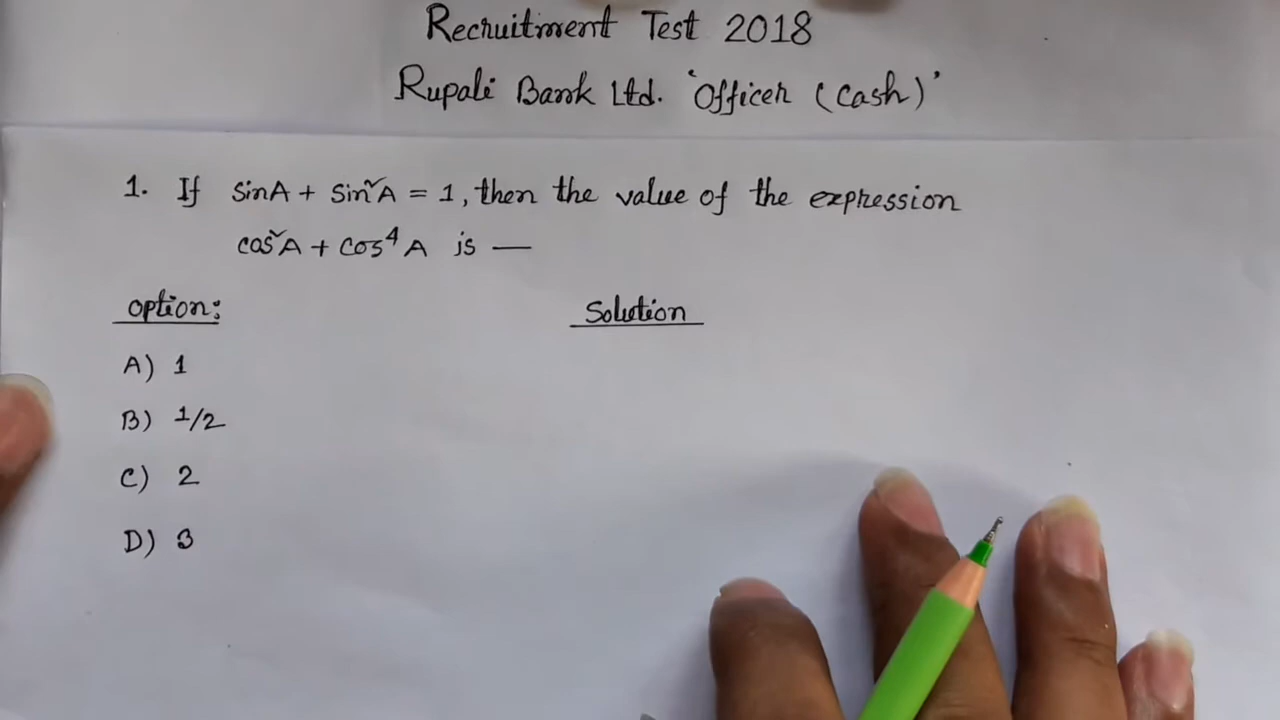 Recruitment Test 2018
Rupali Bank Ltd. 'Officer (Cash)'
1. If sinA + sin²A = 1, then the value of the expression
cos²A + cos⁴A is —
option:
Solution
A) 1
B) 1/2
C) 2
D) 3